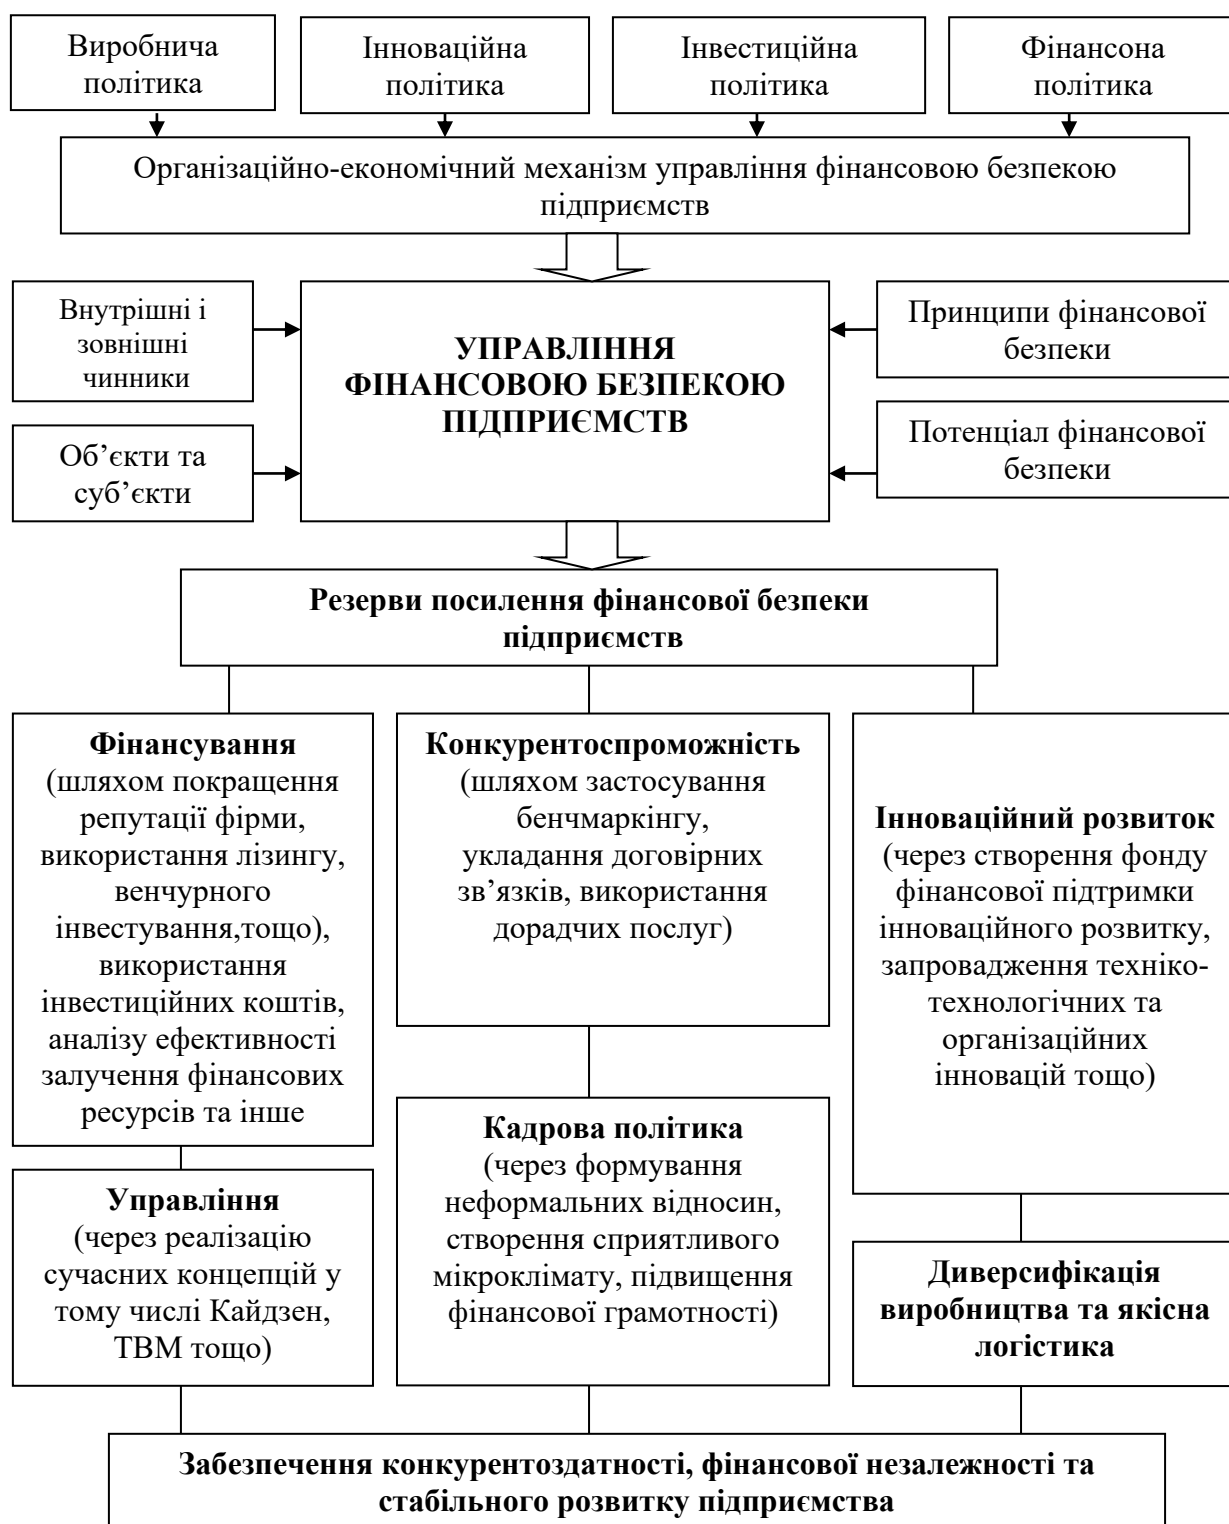 Виробнича
політика
Інноваційна
політика
Інвестиційна
політика
Фінансона
політика
Організаційно-економічний механізм управління фінансовою безпекою
підприємств
Внутрішні і
зовнішні
чинники
Об’єкти та
суб’єкти
УПРАВЛІННЯ
ФІНАНСОВОЮ БЕЗПЕКОЮ
ПІДПРИЄМСТВ
Принципи фінансової
безпеки
Потенціал фінансової
безпеки
Резерви посилення фінансової безпеки
підприємств
Фінансування
(шляхом покращення
репутації фірми,
використання лізингу,
венчурного
інвестування,тощо),
використання
інвестиційних коштів,
аналізу ефективності
залучення фінансових
ресурсів та інше
Управління
(через реалізацію
сучасних концепцій у
тому числі Кайдзен,
ТВМ тощо)
Конкурентоспроможність
(шляхом застосування
бенчмаркінгу,
укладання договірних
зв’язків, використання
дорадчих послуг)
Кадрова політика
(через формування
неформальних відносин,
створення сприятливого
мікроклімату, підвищення
фінансової грамотності)
Інноваційний розвиток
(через створення фонду
фінансової підтримки
інноваційного розвитку,
запровадження техніко-
технологічних та
організаційних
інновацій тощо)
Диверсифікація
виробництва та якісна
логістика
Забезпечення конкурентоздатності, фінансової незалежності та
стабільного розвитку підприємства